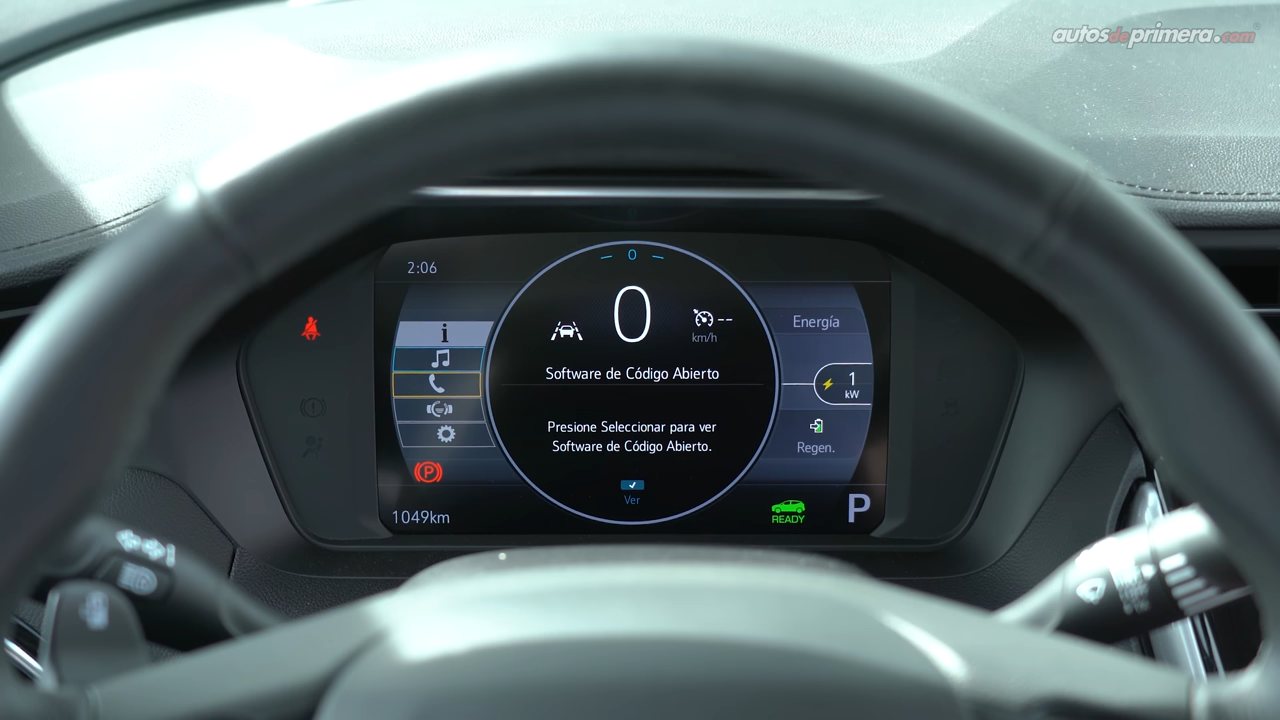 autosdeprimera.com
2:06
0
0
--
km/h
Software de Código Abierto
Presione Seleccionar para ver
Software de Código Abierto.
Ver
i
P
1049km
Energía
1
kW
Regen.
READY
P